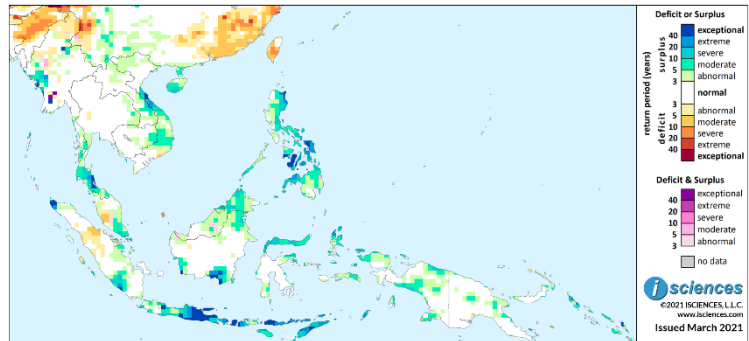 Deficit or Surplus
exceptional
40
extreme
20
severe
10
moderate
5
abnormal
3
normal
3
abnormal
5
moderate
10
severe
20
extreme
40
exceptional
surplus
deficit
return period (years)
Deficit & Surplus
exceptional
40
extreme
20
severe
10
moderate
5
abnormal
3
no data
i sciences
©2021 ISCIENCES, L.L.C.
www.isciences.com
Issued March 2021